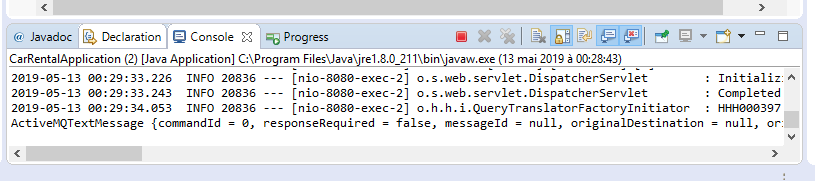 Javadoc Declaration Console Progress
CarRentalApplication (2) [Java Application] C:\Program Files\Java\jre1.8.0_211\bin\javaw.exe (13 mai 2019 à 00:28:43)
2019-05-13 00:29:33.226  INFO 20836 --- [nio-8080-exec-2] o.s.web.servlet.DispatcherServlet        : Initializi
2019-05-13 00:29:33.243  INFO 20836 --- [nio-8080-exec-2] o.s.web.servlet.DispatcherServlet        : Completed
2019-05-13 00:29:34.053  INFO 20836 --- [nio-8080-exec-2] o.h.h.i.QueryTranslatorFactoryInitiator  : HHH000397
ActiveMQTextMessage {commandId = 0, responseRequired = false, messageId = null, originalDestination = null, ori